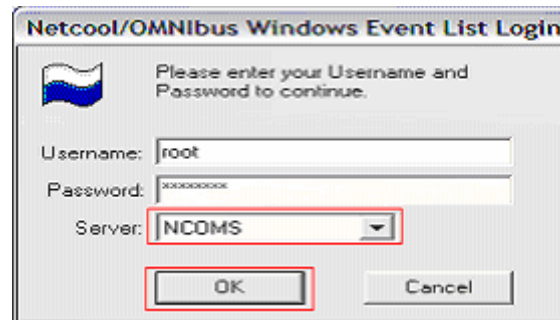 Netcool/OMNIbus Windows Event List Login
Please enter your Username and
Password to continue.
Username: root
Password: ********
Server: NCOMS
OK Cancel